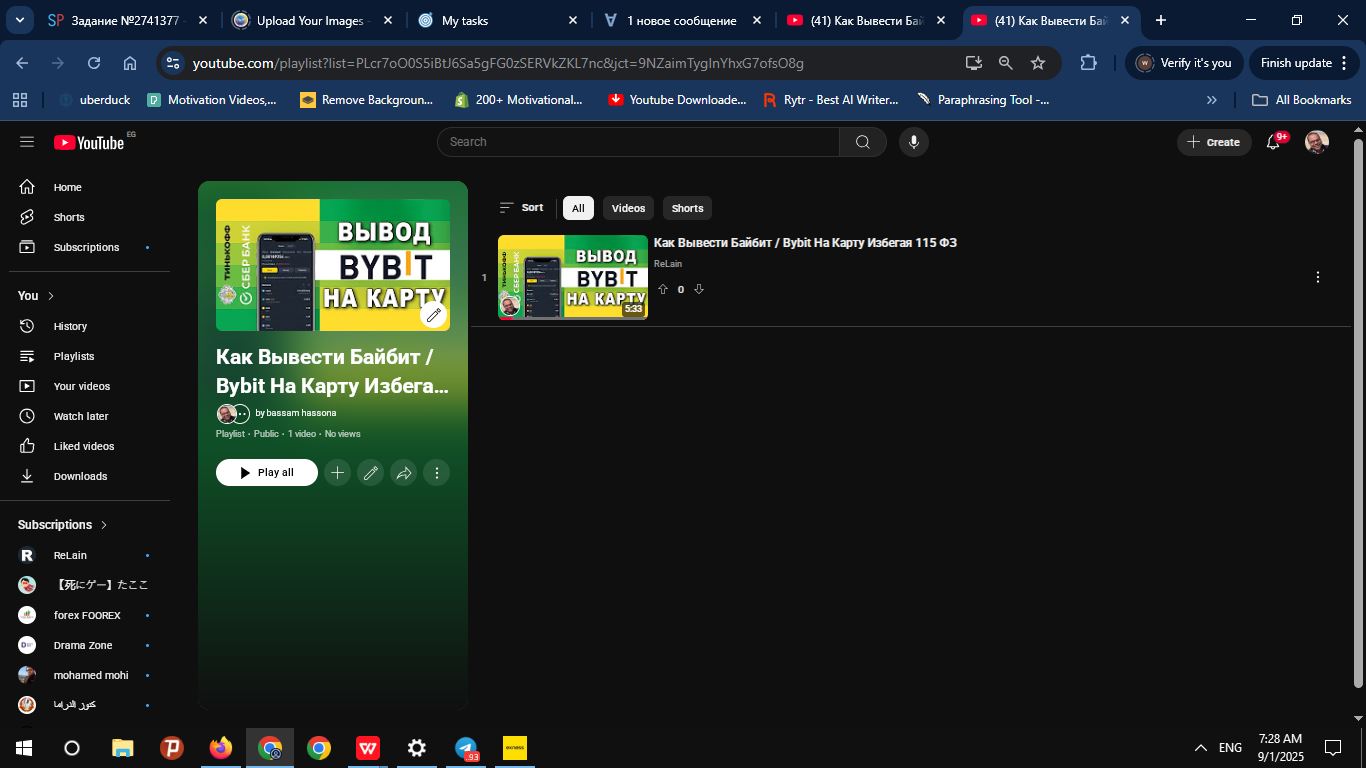 Задание №2741377 -
Upload Your Images -
My tasks
1 новое сообщение
(41) Как Вывести Бай
(41) Как Вывести Бай
youtube.com/playlist?list=PLcr7oO0S5iBtJ6Sa5gFG0zSERVkZKL7nc&jct=9NZaimTyglnYhxG7ofsO8g
Verify it's you
Finish update
uberduck
Motivation Videos,...
Remove Backgroun...
200+ Motivational...
Youtube Downloade...
Rytr - Best AI Writer...
Paraphrasing Tool -...
All Bookmarks
YouTube EG
Search
Create
9+
Home
Shorts
Subscriptions
You
History
Playlists
Your videos
Watch later
Liked videos
Downloads
Subscriptions
ReLain
【死にゲー】たここ
forex FOOREX
Drama Zone
mohamed mohi
كنوز الدراما
ТИНЬКОФФ
СБЕР БАНК
ВЫВОД
BYBIT
НА КАРТУ
Как Вывести Байбит /
Bybit На Карту Избега...
by bassam hassona
Playlist • Public • 1 video • No views
Play all
Sort
All
Videos
Shorts
1
ТИНЬКОФФ
СБЕР БАНК
ВЫВОД
BYBIT
НА КАРТУ
5:33
Как Вывести Байбит / Bybit На Карту Избегая 115 ФЗ
ReLain
0
93
exness
ENG
7:28 AM
9/1/2025